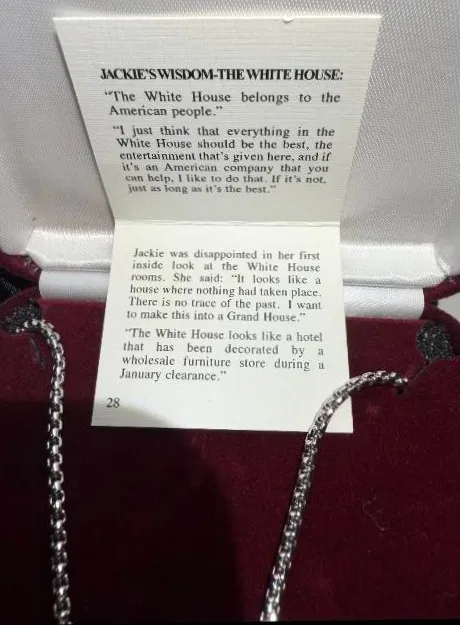 JACKIE'S WISDOM-THE WHITE HOUSE:
"The White House belongs to the
American people."
"I just think that everything in the
White House should be the best, the
entertainment that's given here, and if
it's an American company that you
can help, I like to do that. If it's not,
just as long as it's the best."
Jackie was disappointed in her first
inside look at the White House
rooms. She said: "It looks like a
house where nothing had taken place.
There is no trace of the past. I want
to make this into a Grand House."
"The White House looks like a hotel
that has been decorated by a
wholesale furniture store during a
January clearance."
28